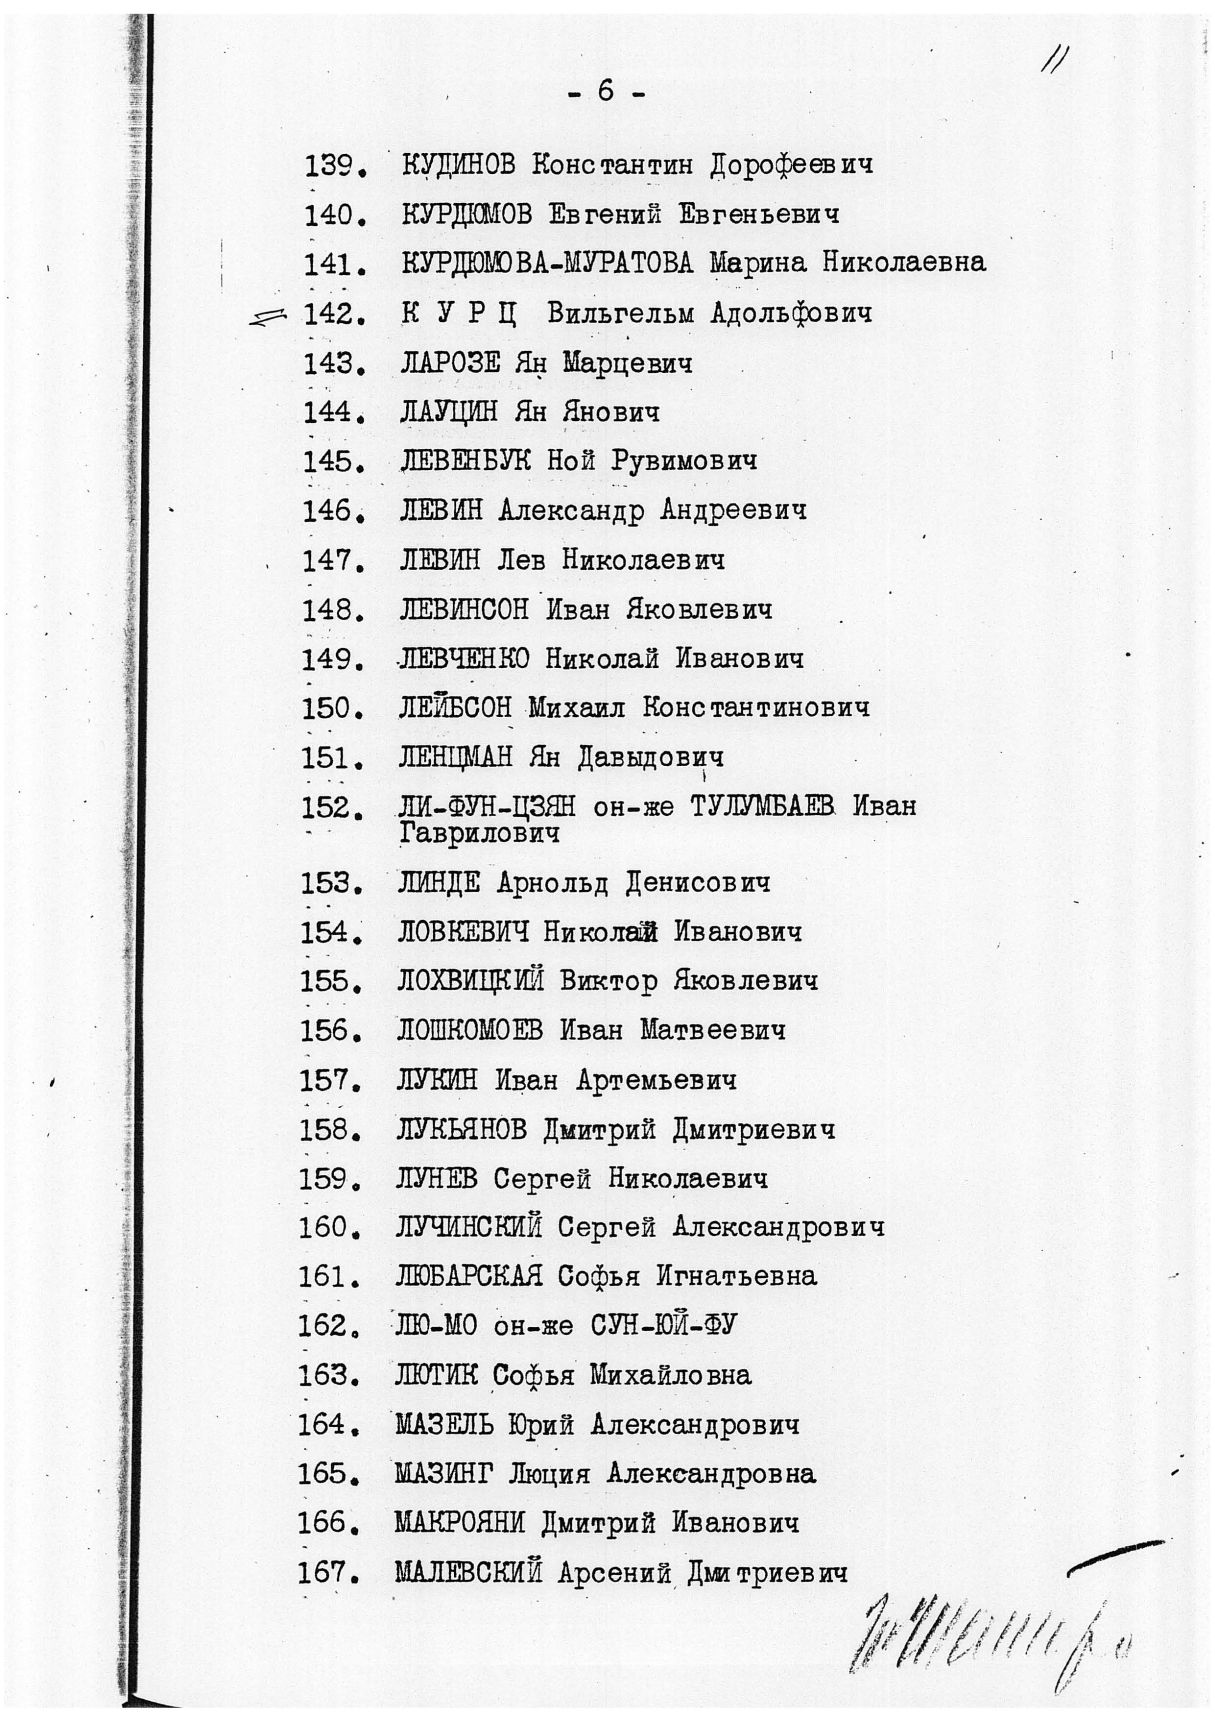 11
- 6 -
139. КУДИНОВ Константин Дорофеевич
140. КУРДЮМОВ Евгений Евгеньевич
141. КУРДЮМОВА-МУРАТОВА Марина Николаевна
142. К У Р Ц Вильгельм Адольфович
143. ЛАРОЗЕ Ян Марцевич
144. ЛАУЦИН Ян Янович
145. ЛЕВЕНБУК Ной Рувимович
146. ЛЕВИН Александр Андреевич
147. ЛЕВИН Лев Николаевич
148. ЛЕВИНСОН Иван Яковлевич
149. ЛЕВЧЕНКО Николай Иванович
150. ЛЕЙБСОН Михаил Константинович
151. ЛЕНЦМАН Ян Давыдович
152. ЛИ-ФУН-ЦЗЯН он-же ТУЛУМБАЕВ Иван
Гаврилович
153. ЛИНДЕ Арнольд Денисович
154. ЛОВКЕВИЧ Николай Иванович
155. ЛОХВИЦКИЙ Виктор Яковлевич
156. ЛОШКОМОЕВ Иван Матвеевич
157. ЛУКИН Иван Артемьевич
158. ЛУКЬЯНОВ Дмитрий Дмитриевич
159. ЛУНЕВ Сергей Николаевич
160. ЛУЧИНСКИЙ Сергей Александрович
161. ЛЮБАРСКАЯ Софья Игнатьевна
162. ЛЮ-МО он-же СУН-ЮЙ-ФУ
163. ЛЮТИК Софья Михайловна
164. МАЗЕЛЬ Юрий Александрович
165. МАЗИНГ Люция Александровна
166. МАКРОЯНИ Дмитрий Иванович
167. МАЛЕВСКИЙ Арсений Дмитриевич